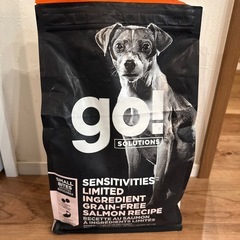 go!
SOLUTIONS
SENSITIVITIES
LIMITED
INGREDIENT
GRAIN-FREE
SALMON RECIPE
RECETTE AU SAUMON
À INGRÉDIENTS LIMITÉS
SMALL
BITES